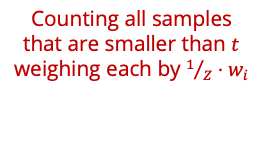 Counting all samples
that are smaller than t
weighing each by ¹/z · wᵢ